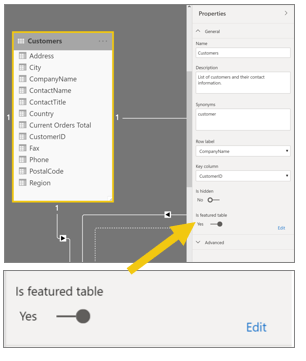 Customers ...
Address
City
CompanyName
ContactName
ContactTitle
Country
Current Orders Total
CustomerID
Fax
Phone
PostalCode
Region
1
1
1
Properties
General
Name
Customers
Description
List of customers and their contact
information.
Synonyms
customer
Row label
CompanyName
Key column
CustomerID
Is hidden
No
Is featured table
Yes
Edit
Advanced
Is featured table
Yes
Edit